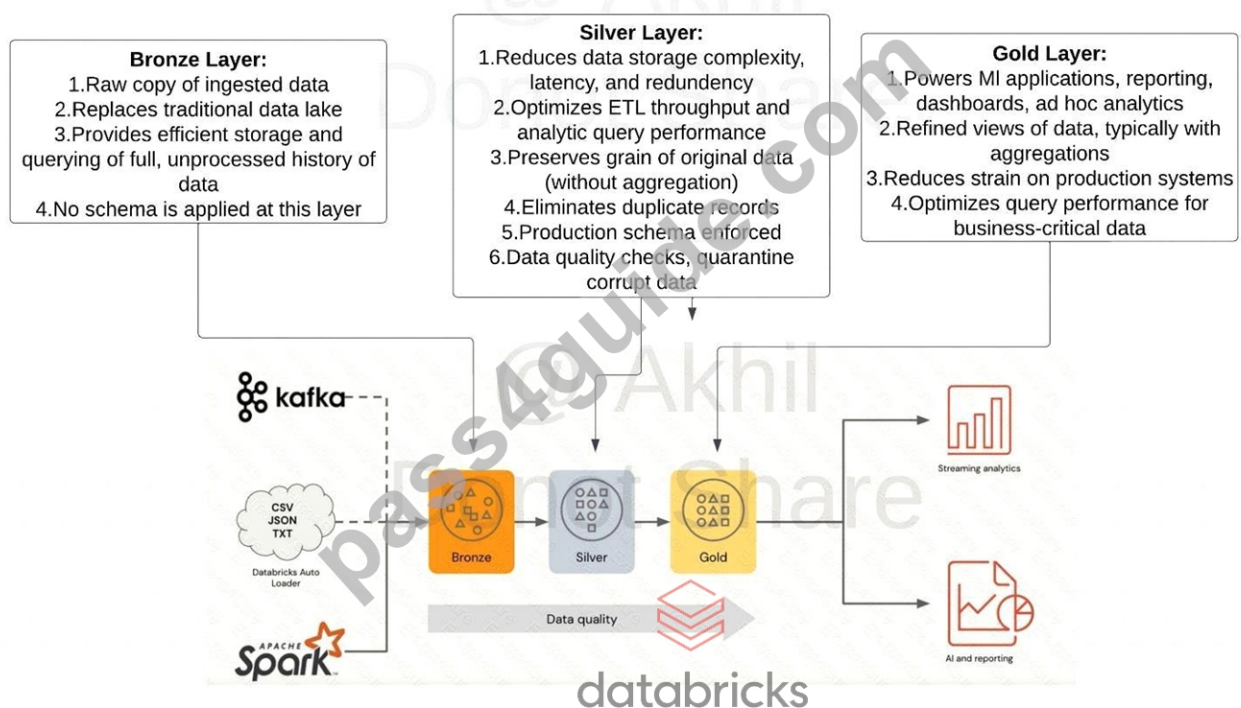 Bronze Layer:
1.Raw copy of ingested data
2.Replaces traditional data lake
3.Provides efficient storage and
querying of full, unprocessed history of
data
4.No schema is applied at this layer
Silver Layer:
1.Reduces data storage complexity,
latency, and redundency
2.Optimizes ETL throughput and
analytic query performance
3.Preserves grain of original data
(without aggregation)
4.Eliminates duplicate records
5.Production schema enforced
6.Data quality checks, quarantine
corrupt data
Gold Layer:
1.Powers Ml applications, reporting,
dashboards, ad hoc analytics
2.Refined views of data, typically with
aggregations
3.Reduces strain on production systems
4.Optimizes query performance for
business-critical data
kafka
CSV
JSON
TXT
Databricks Auto
Loader
APACHE
Spark
Bronze
Silver
Gold
Data quality
Streaming analytics
AI and reporting
databricks
pass4guide.com
@ Akhil
Do not Share